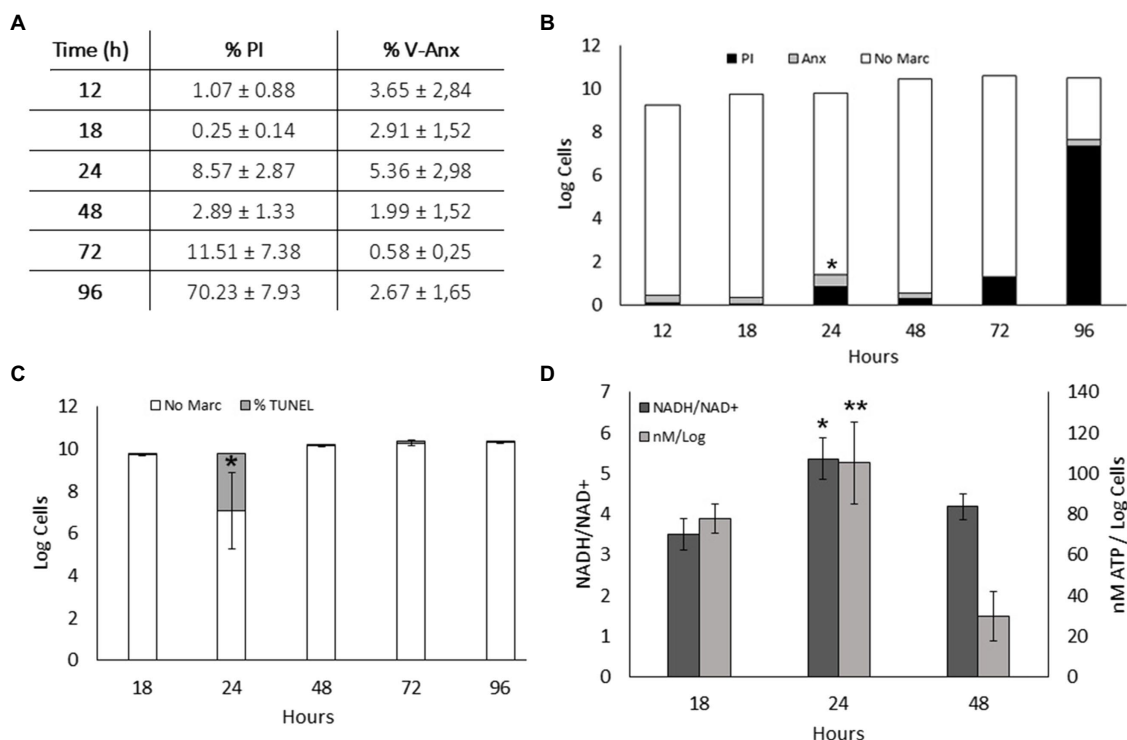 A
Time (h) % PI % V-Anx
12 1.07 ± 0.88 3.65 ± 2,84
18 0.25 ± 0.14 2.91 ± 1,52
24 8.57 ± 2.87 5.36 ± 2,98
48 2.89 ± 1.33 1.99 ± 1,52
72 11.51 ± 7.38 0.58 ± 0,25
96 70.23 ± 7.93 2.67 ± 1,65
B
PI Anx No Marc
Log Cells
12
10
8
6
4
2
0
*
12 18 24 48 72 96
Hours
C
No Marc % TUNEL
Log Cells
12
10
8
6
4
2
0
*
18 24 48 72 96
Hours
D
NADH/NAD+
nM/Log
NADH/NAD+
7
6
5
4
3
2
1
0
* **
140
120
100
80
60
40
20
0
nM ATP / Log Cells
18 24 48
Hours